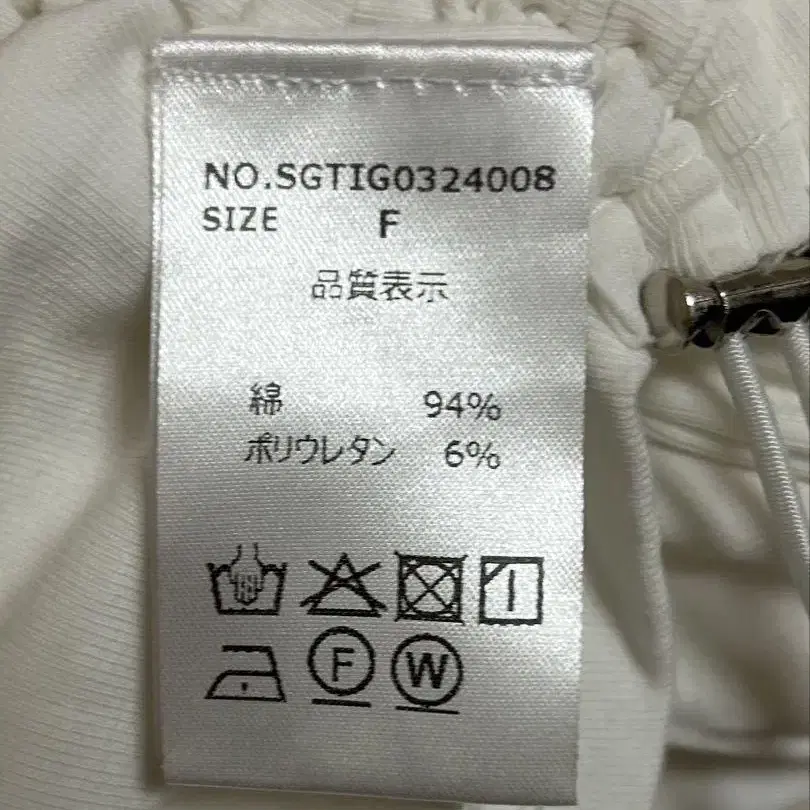 NO.SGTIG0324008
SIZE F
品質表示
綿 94%
ポリウレタン 6%
F W